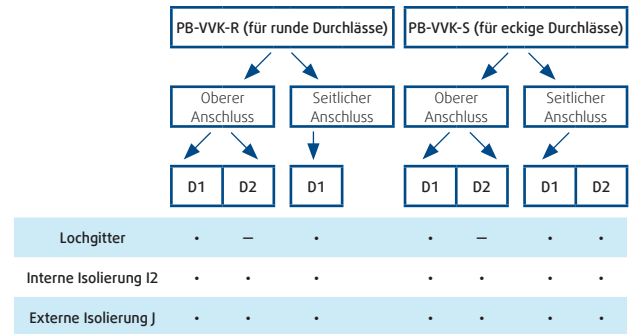 PB-VVK-R (für runde Durchlässe) PB-VVK-S (für eckige Durchlässe)
Oberer Anschluss Seitlicher Anschluss Oberer Anschluss Seitlicher Anschluss
D1 D2 D1 D1 D2 D1 D2
Lochgitter • – • • – • •
Interne Isolierung I2 • • • • • • •
Externe Isolierung J • • • • • • •